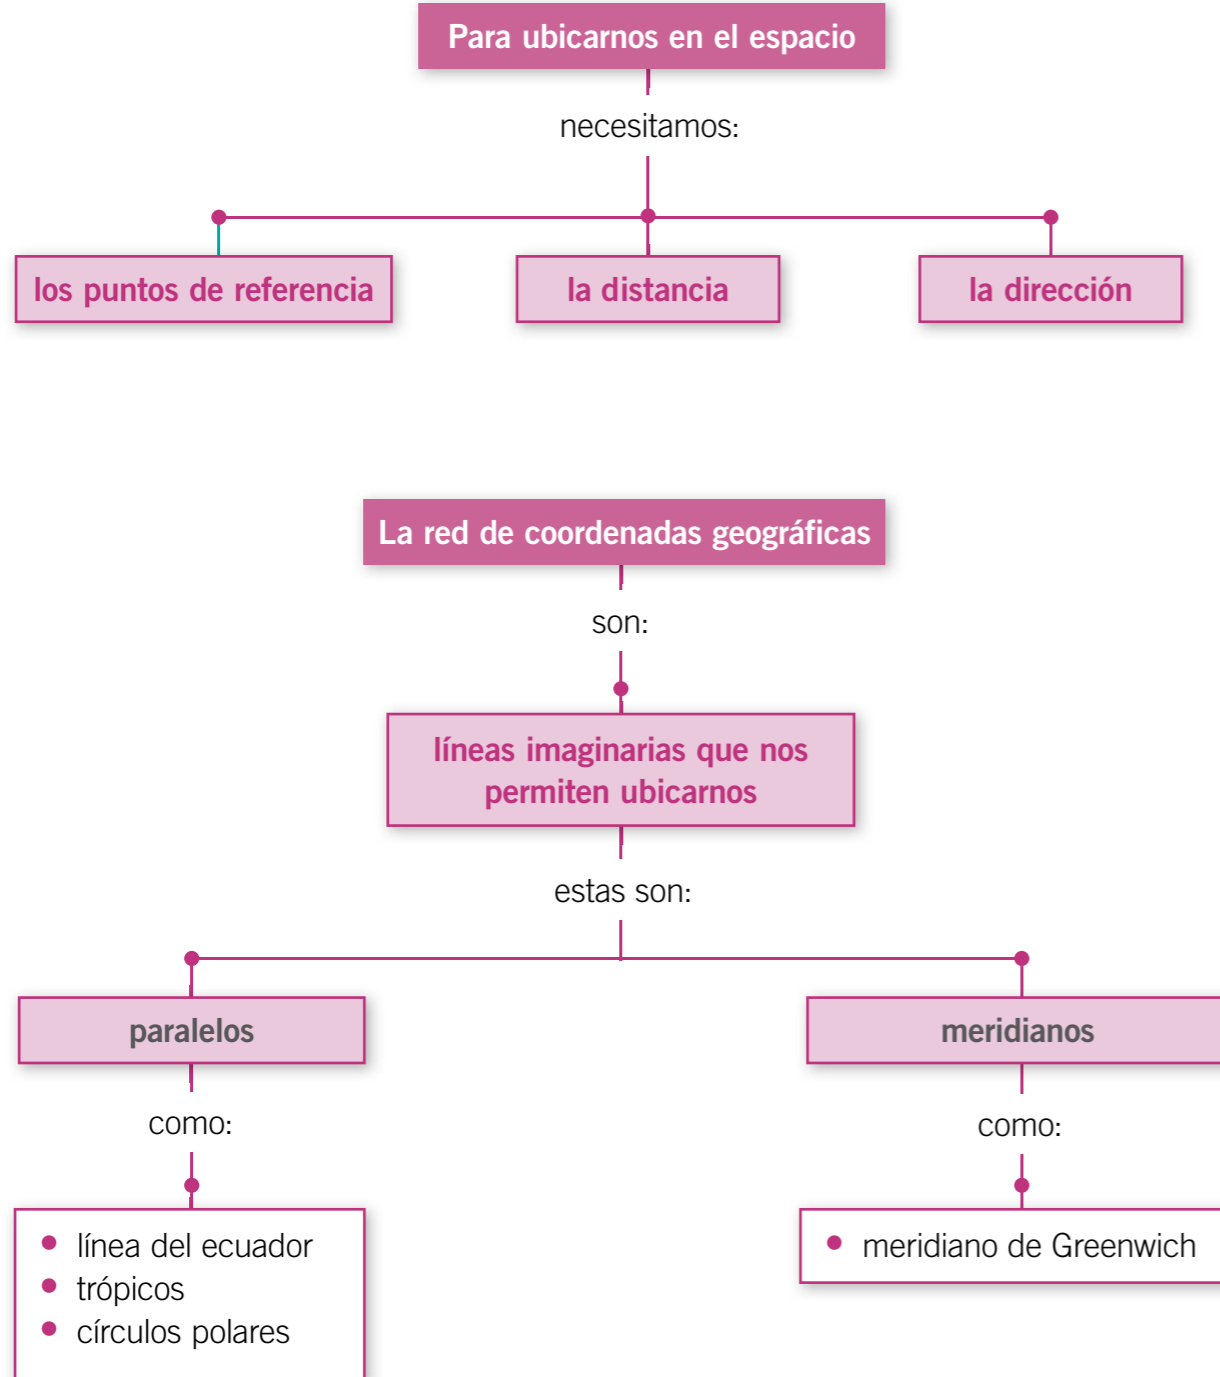 Para ubicarnos en el espacio
necesitamos:
los puntos de referencia
la distancia
la dirección
La red de coordenadas geográficas
son:
líneas imaginarias que nos
permiten ubicarnos
estas son:
paralelos
meridianos
como:
como:
línea del ecuador
trópicos
círculos polares
meridiano de Greenwich